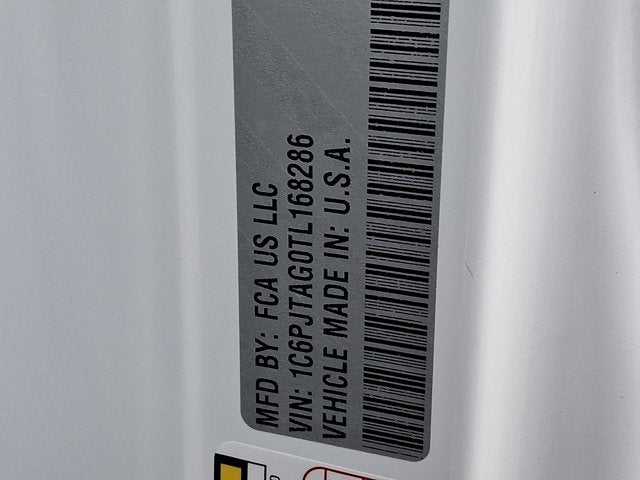 MFD BY: FCA US LLC
VIN: 1C6PJTAG0TL168286
VEHICLE MADE IN: U.S.A.